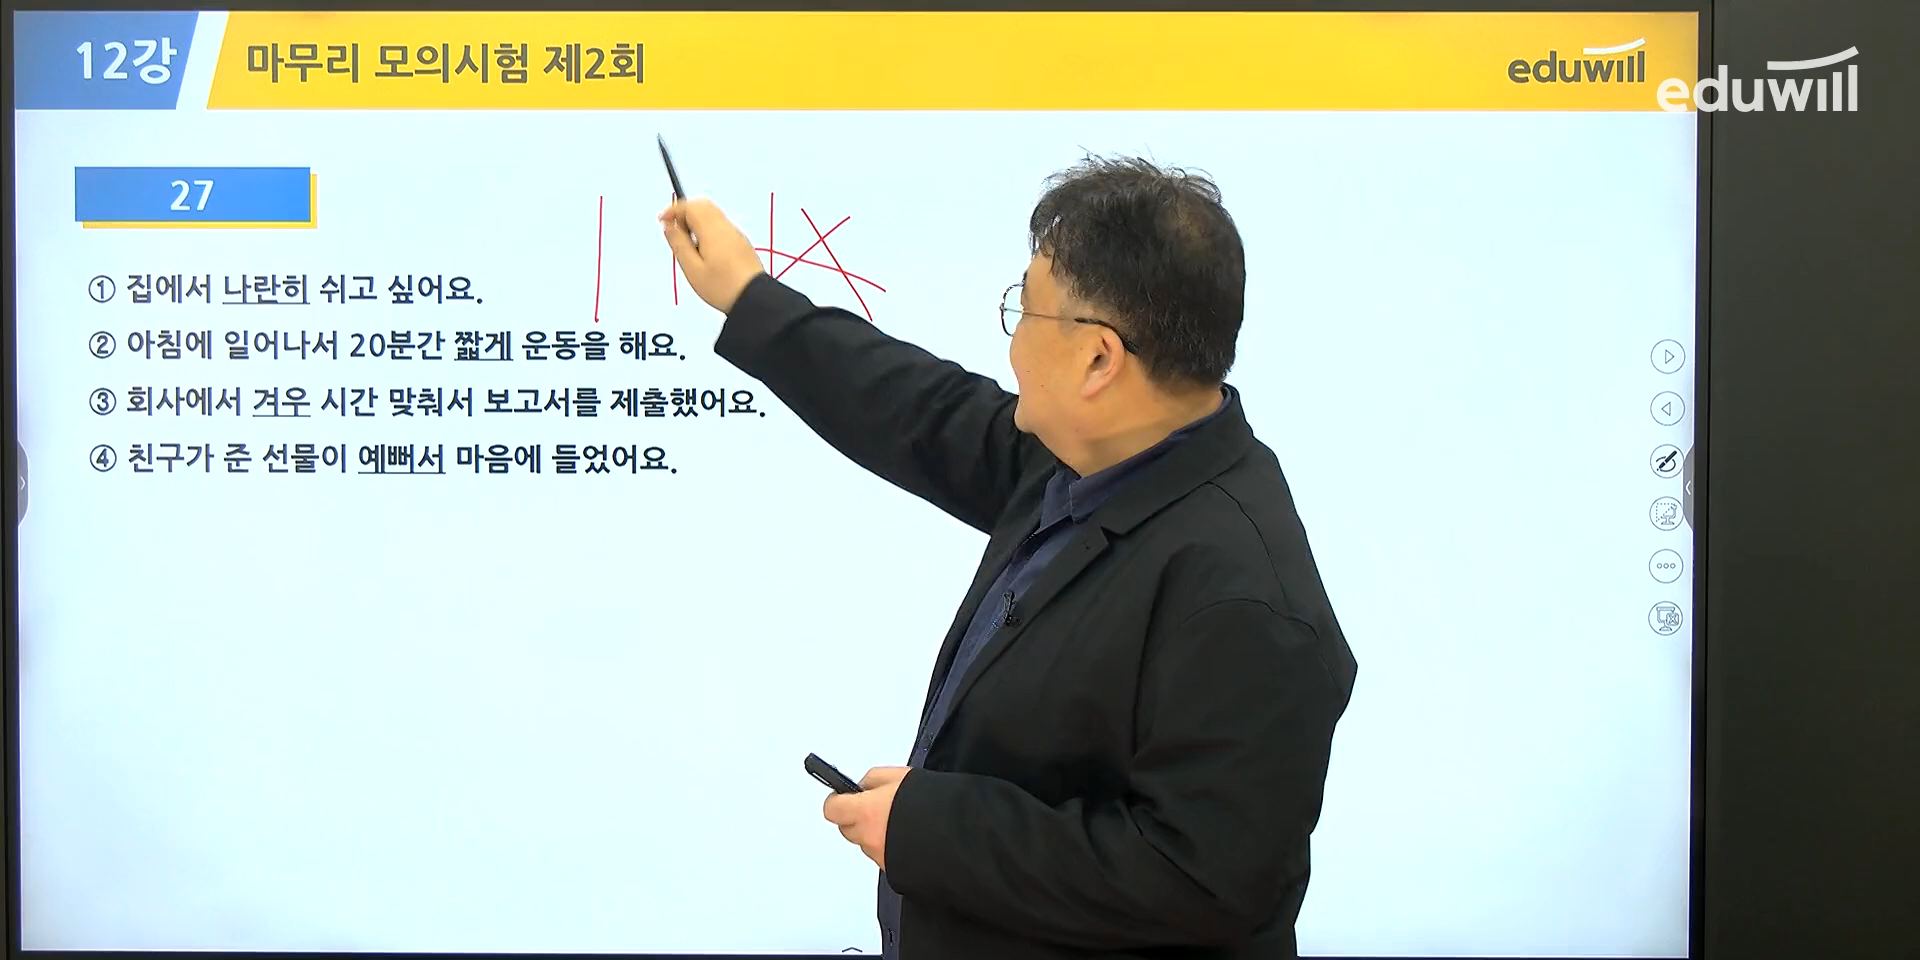 12강 마무리 모의시험 제2회 eduwill eduwill
27
① 집에서 나란히 쉬고 싶어요.
② 아침에 일어나서 20분간 짧게 운동을 해요.
③ 회사에서 겨우 시간 맞춰서 보고서를 제출했어요.
④ 친구가 준 선물이 예뻐서 마음에 들었어요.